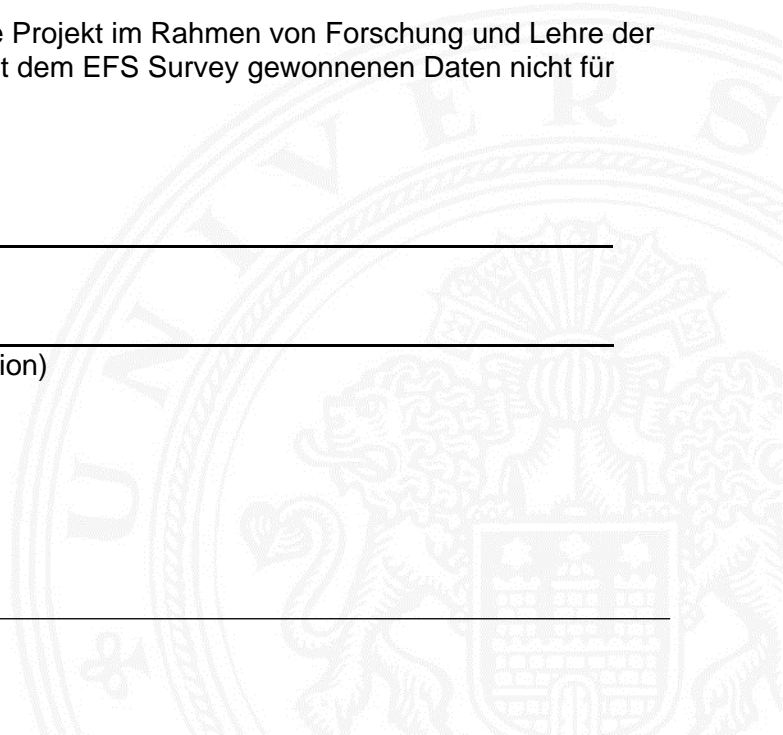 e Projekt im Rahmen von Forschung und Lehre der
t dem EFS Survey gewonnenen Daten nicht für
ion)
U N I V E R S